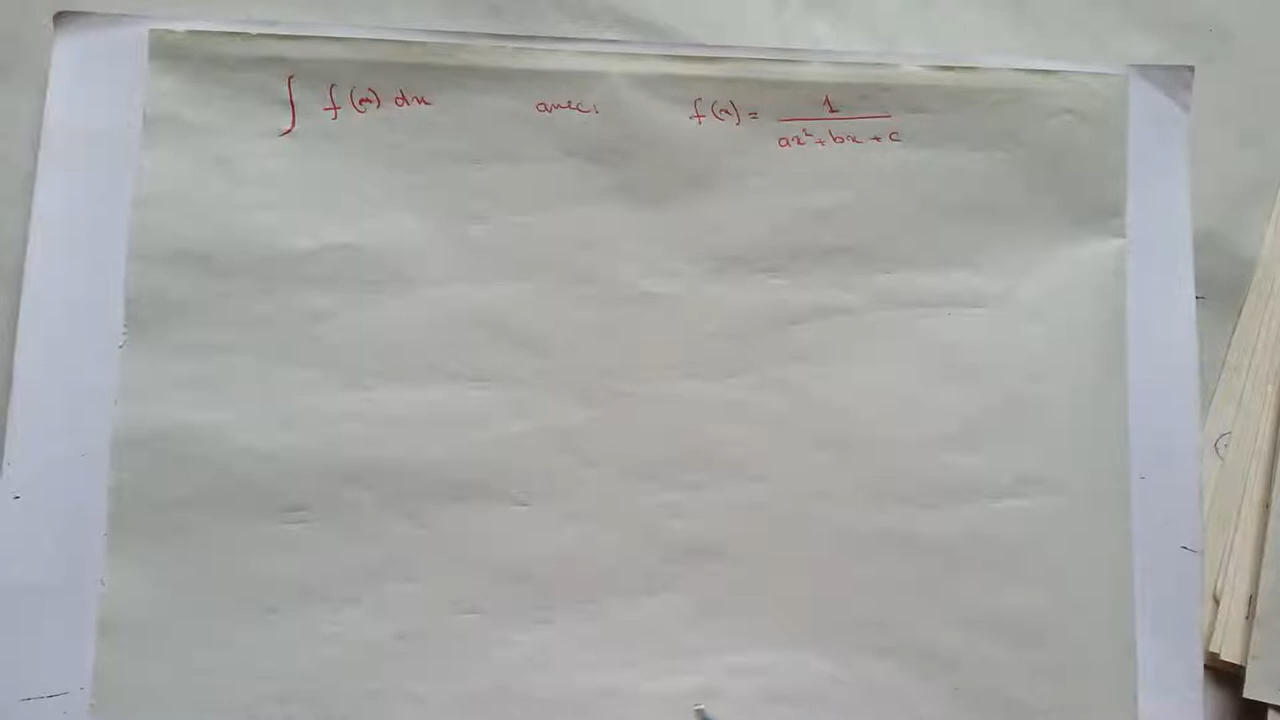 ∫ f(x) dx avec: f(x) = 1/(ax²+bx+c)